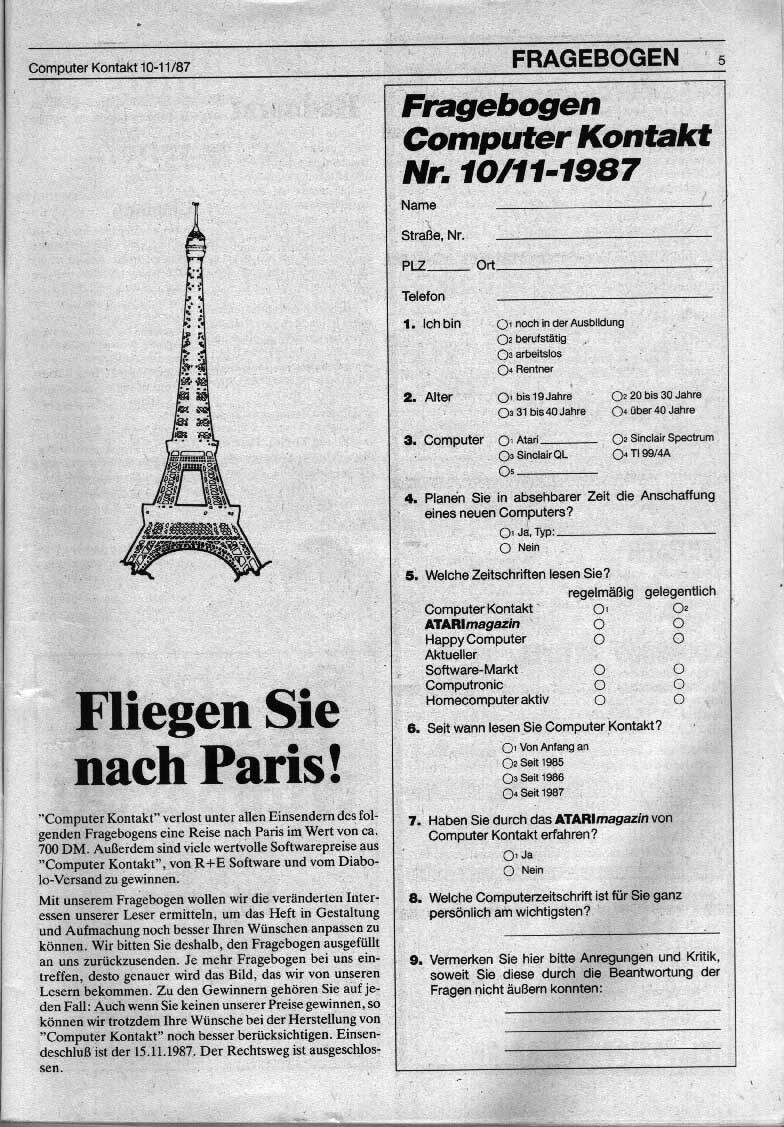 Computer Kontakt 10-11/87
FRAGEBOGEN 5
Fliegen Sie
nach Paris!
"Computer Kontakt" verlost unter allen Einsendern des fol-
genden Fragebogens eine Reise nach Paris im Wert von ca.
700 DM. Außerdem sind viele wertvolle Softwarepreise aus
"Computer Kontakt", von R+E Software und vom Diabo-
lo-Versand zu gewinnen.
Mit unserem Fragebogen wollen wir die veränderten Inter-
essen unserer Leser ermitteln, um das Heft in Gestaltung
und Aufmachung noch besser Ihren Wünschen anpassen zu
können. Wir bitten Sie deshalb, den Fragebogen ausgefüllt
an uns zurückzusenden. Je mehr Fragebogen bei uns ein-
treffen, desto genauer wird das Bild, das wir von unseren
Lesern bekommen. Zu den Gewinnern gehören Sie auf je-
den Fall: Auch wenn Sie keinen unserer Preise gewinnen, so
können wir trotzdem Ihre Wünsche bei der Herstellung von
"Computer Kontakt" noch besser berücksichtigen. Einsen-
deschluß ist der 15.11.1987. Der Rechtsweg ist ausgeschlos-
sen.
Fragebogen
Computer Kontakt
Nr. 10/11-1987
Name
Straße, Nr.
PLZ Ort
Telefon
1. Ich bin 1 noch in der Ausbildung
2 berufstätig
3 arbeitslos
4 Rentner
2. Alter 1 bis 19 Jahre 2 20 bis 30 Jahre
3 31 bis 40 Jahre 4 über 40 Jahre
3. Computer 1 Atari 2 Sinclair Spectrum
3 Sinclair QL 4 TI 99/4A
5
4. Planen Sie in absehbarer Zeit die Anschaffung
eines neuen Computers?
1 Ja, Typ:
Nein
5. Welche Zeitschriften lesen Sie?
regelmäßig gelegentlich
Computer Kontakt 1 2
ATARImagazin
Happy Computer
Aktueller
Software-Markt
Computronic
Homecomputer aktiv
6. Seit wann lesen Sie Computer Kontakt?
1 Von Anfang an
2 Seit 1985
3 Seit 1986
4 Seit 1987
7. Haben Sie durch das ATARImagazin von
Computer Kontakt erfahren?
1 Ja
Nein
8. Welche Computerzeitschrift ist für Sie ganz
persönlich am wichtigsten?
9. Vermerken Sie hier bitte Anregungen und Kritik,
soweit Sie diese durch die Beantwortung der
Fragen nicht äußern konnten: